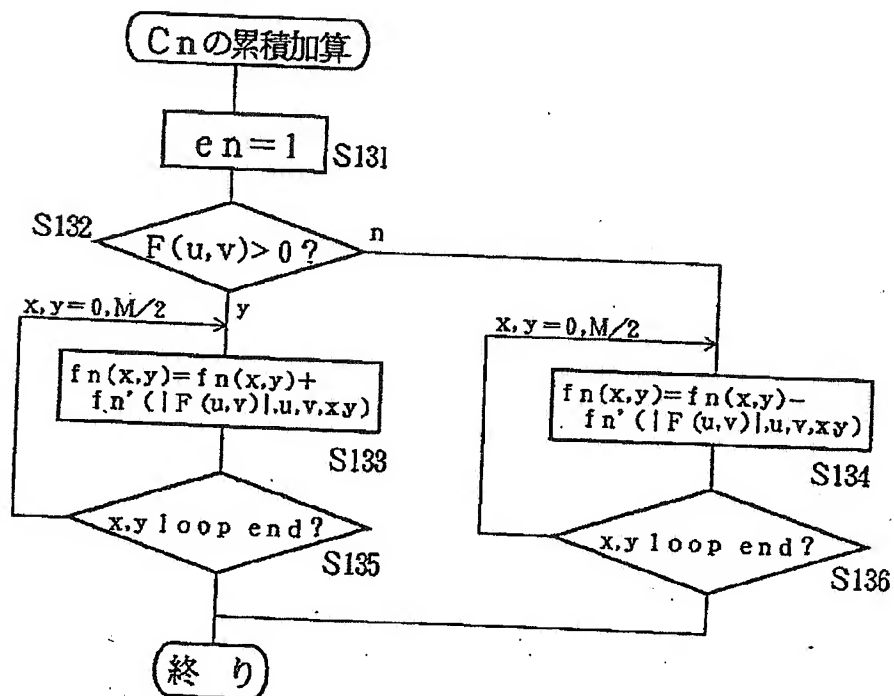 Cnの累積加算
en=1
S131
S132
F(u,v)>0?
n
y
x,y=0,M/2
fn(x,y)=fn(x,y)+
fn'(|F(u,v)|,u,v,x,y)
S133
x,y loop end?
S135
x,y=0,M/2
fn(x,y)=fn(x,y)−
fn'(|F(u,v)|,u,v,x,y)
S134
x,y loop end?
S136
終り